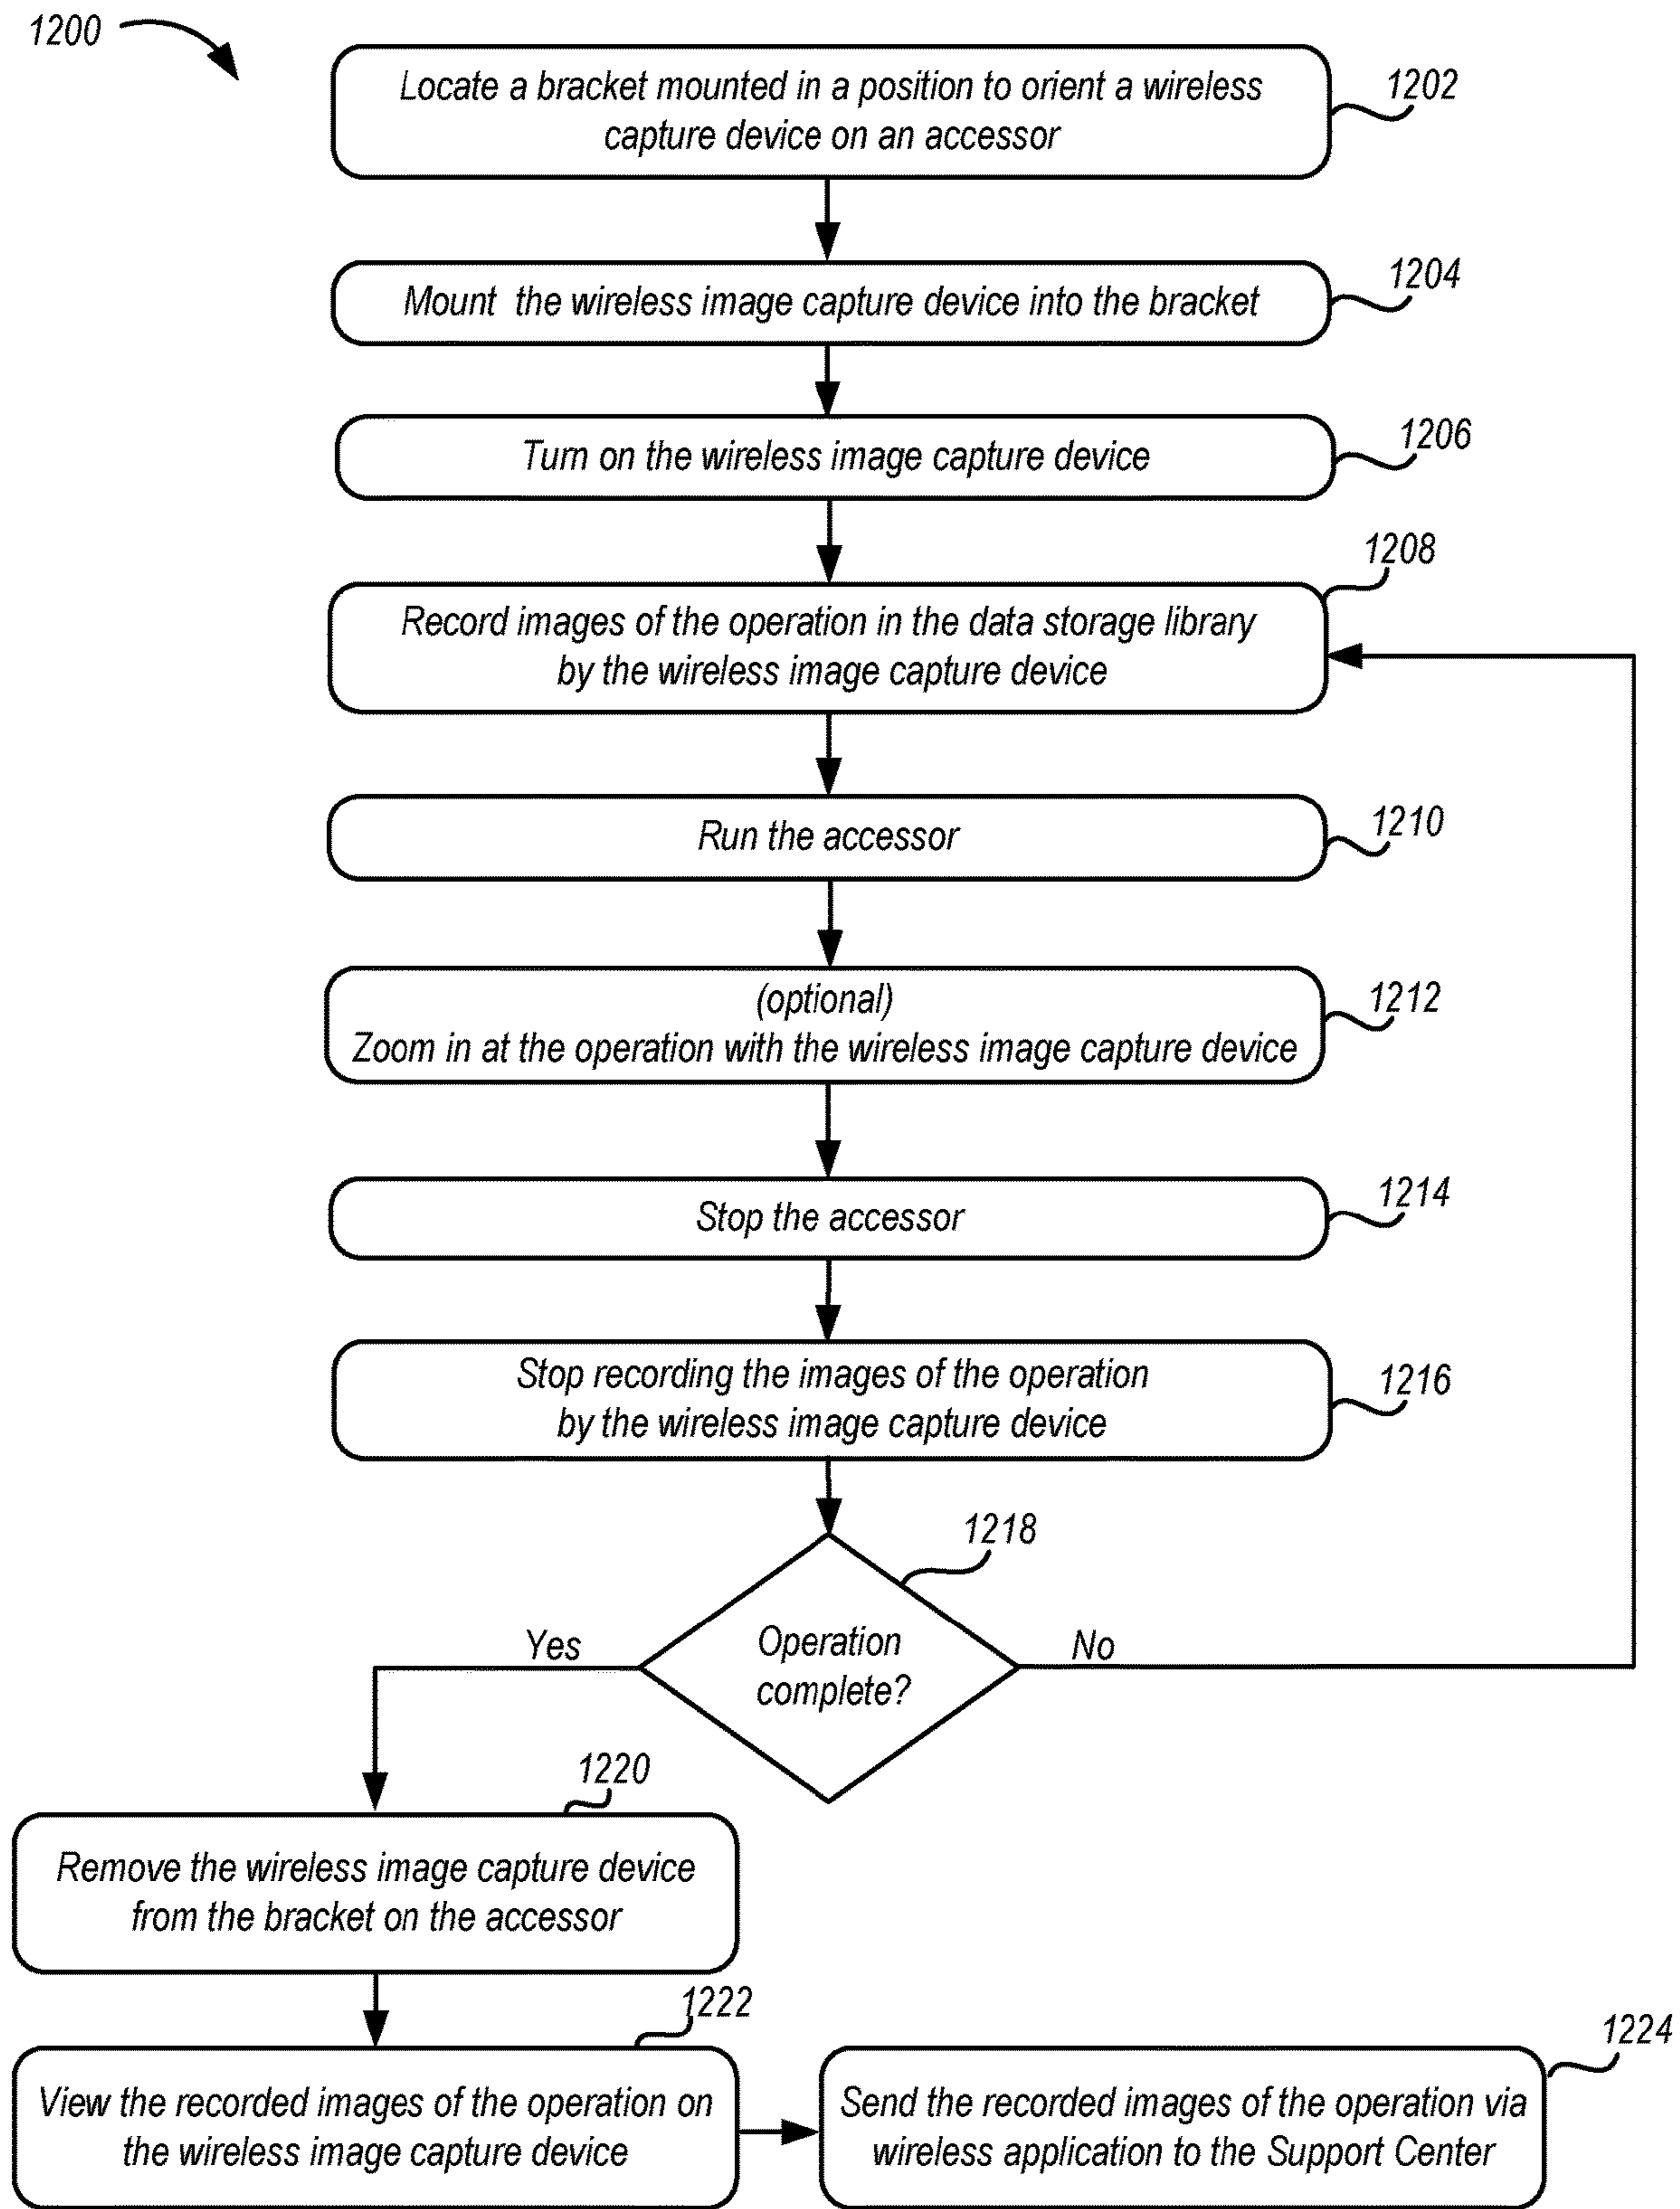 1200
Locate a bracket mounted in a position to orient a wireless
capture device on an accessor
1202
Mount the wireless image capture device into the bracket
1204
Turn on the wireless image capture device
1206
Record images of the operation in the data storage library
by the wireless image capture device
1208
Run the accessor
1210
(optional)
Zoom in at the operation with the wireless image capture device
1212
Stop the accessor
1214
Stop recording the images of the operation
by the wireless image capture device
1216
Operation
complete?
1218
Yes
No
1220
Remove the wireless image capture device
from the bracket on the accessor
1222
View the recorded images of the operation on
the wireless image capture device
1224
Send the recorded images of the operation via
wireless application to the Support Center